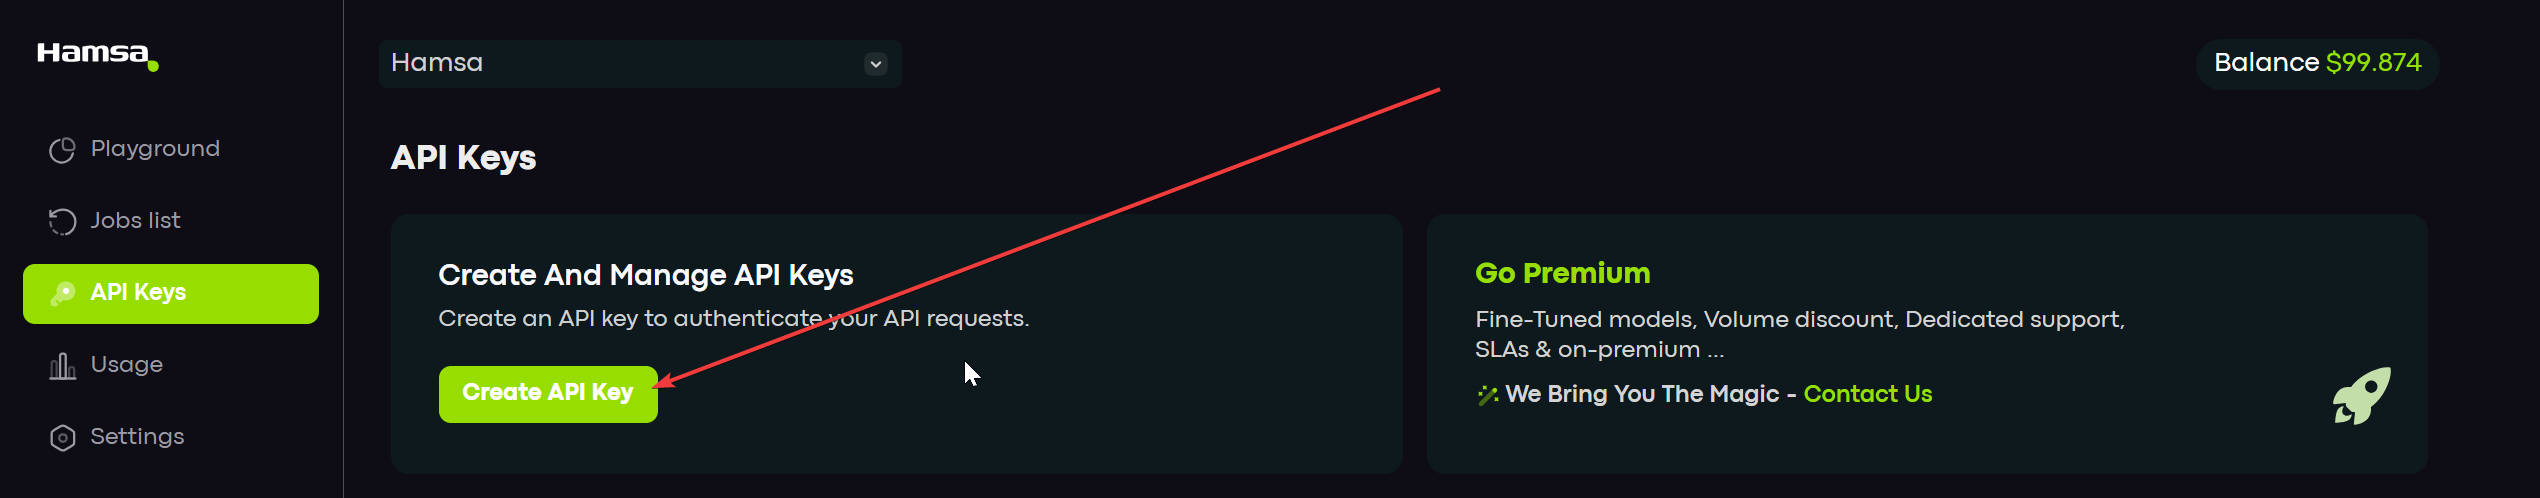 Hamsa
Playground
Jobs list
API Keys
Usage
Settings
Hamsa
Balance $99.874
API Keys
Create And Manage API Keys
Create an API key to authenticate your API requests.
Create API Key
Go Premium
Fine-Tuned models, Volume discount, Dedicated support,
SLAs & on-premium ...
We Bring You The Magic - Contact Us